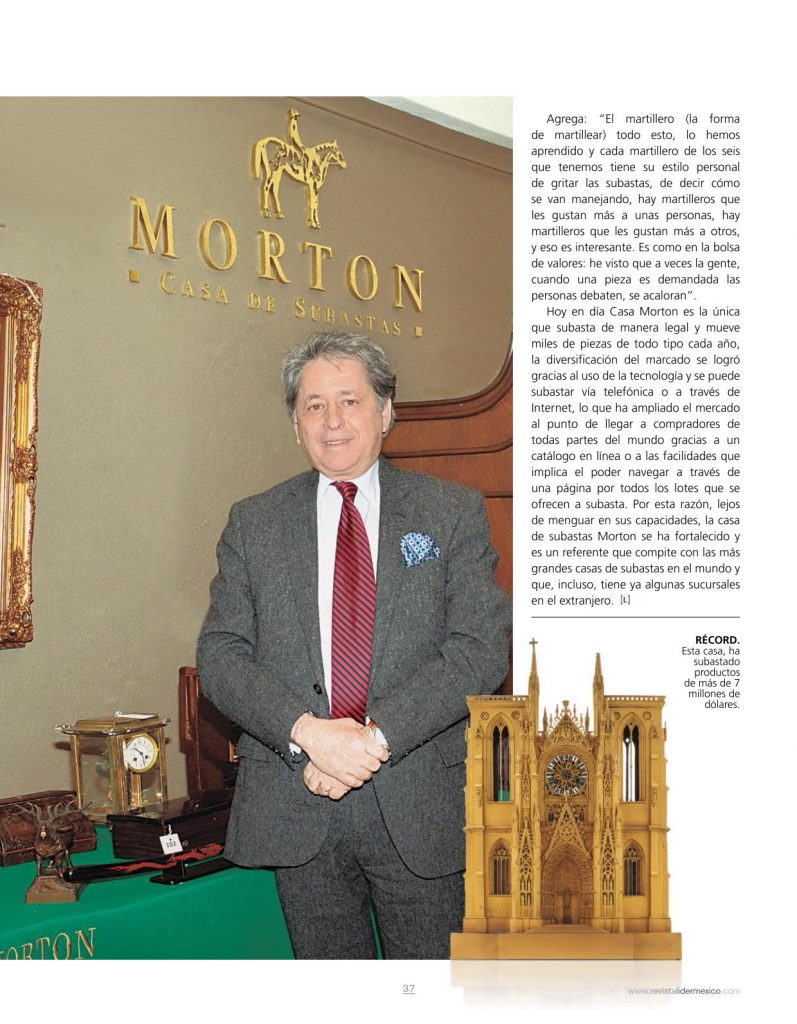 MORTON
CASA DE SUBASTAS
102
MORTON
Agrega: “El martillero (la forma
de martillear) todo esto, lo hemos
aprendido y cada martillero de los seis
que tenemos tiene su estilo personal
de gritar las subastas, de decir cómo
se van manejando, hay martilleros que
les gustan más a unas personas, hay
martilleros que les gustan más a otros,
y eso es interesante. Es como en la bolsa
de valores: he visto que a veces la gente,
cuando una pieza es demandada las
personas debaten, se acaloran”.
Hoy en día Casa Morton es la única
que subasta de manera legal y mueve
miles de piezas de todo tipo cada año,
la diversificación del marcado se logró
gracias al uso de la tecnología y se puede
subastar vía telefónica o a través de
Internet, lo que ha ampliado el mercado
al punto de llegar a compradores de
todas partes del mundo gracias a un
catálogo en línea o a las facilidades que
implica el poder navegar a través de
una página por todos los lotes que se
ofrecen a subasta. Por esta razón, lejos
de menguar en sus capacidades, la casa
de subastas Morton se ha fortalecido y
es un referente que compite con las más
grandes casas de subastas en el mundo y
que, incluso, tiene ya algunas sucursales
en el extranjero. [L]
RÉCORD.
Esta casa, ha
subastado
productos
de más de 7
millones de
dólares.
37
www.revistalidermexico.com